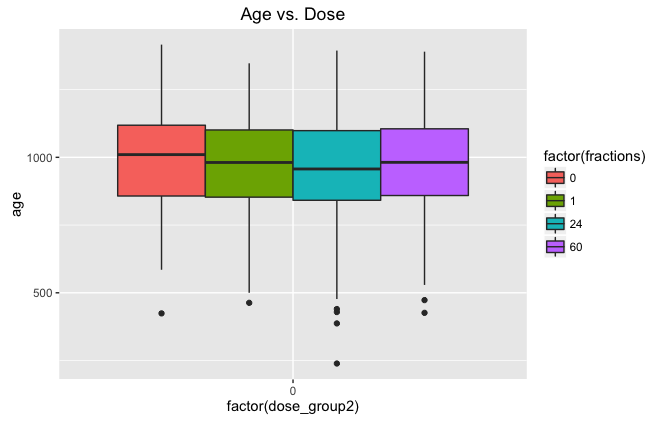 Age vs. Dose
1000
500
age
0
factor(dose_group2)
factor(fractions)
0
1
24
60